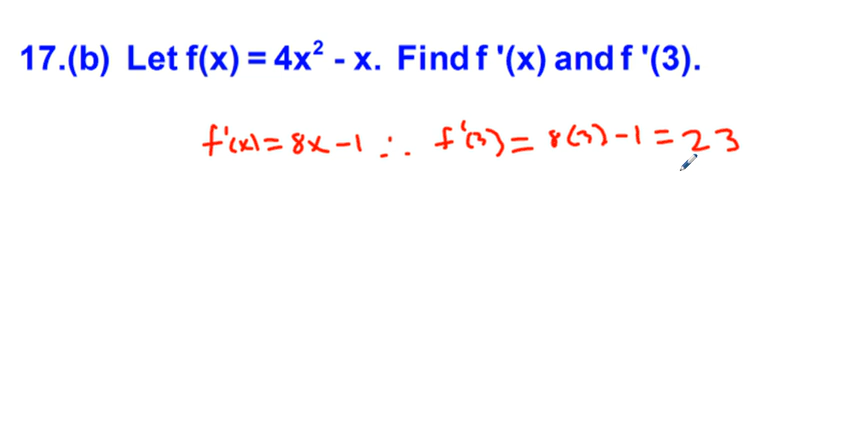 17.(b) Let f(x) = 4x² - x. Find f '(x) and f '(3).
f'(x) = 8x - 1 ∴ f'(3) = 8(3) - 1 = 23